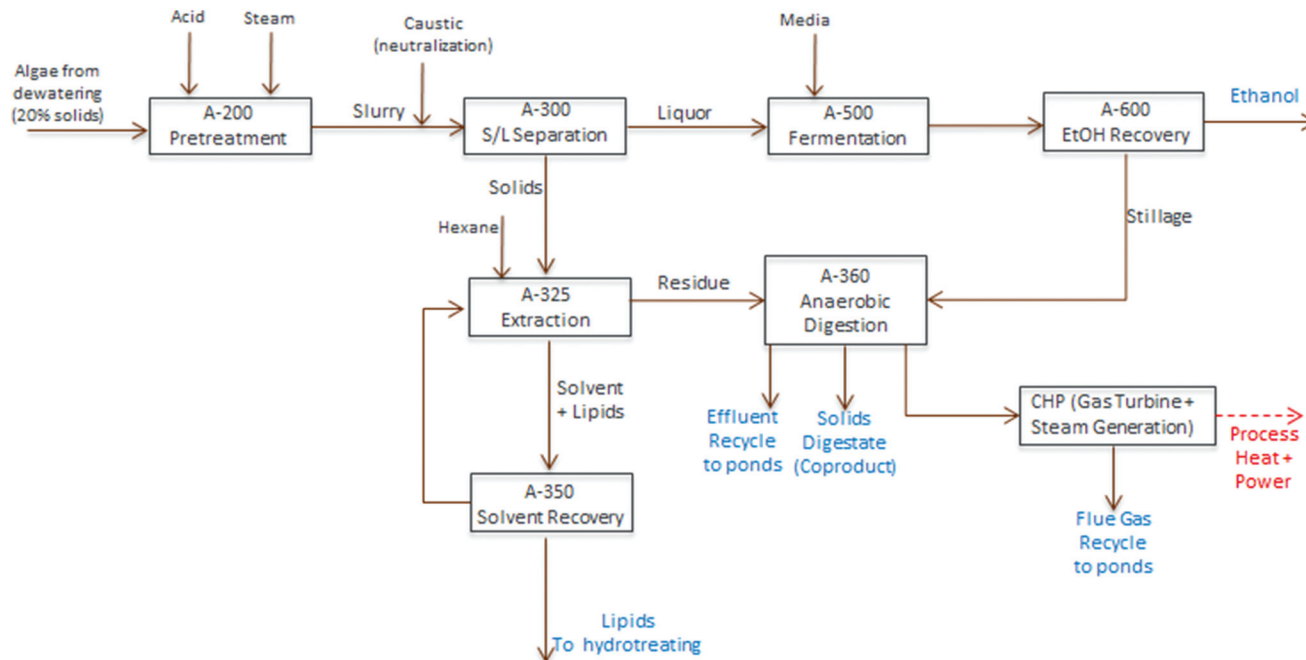 Acid
Steam
Caustic
(neutralization)
Media
Algae from
dewatering
(20% solids)
A-200
Pretreatment
Slurry
A-300
S/L Separation
Liquor
A-500
Fermentation
A-600
EtOH Recovery
Ethanol
Solids
Hexane
Stillage
A-325
Extraction
Residue
A-360
Anaerobic
Digestion
Solvent
+ Lipids
Effluent
Recycle
to ponds
Solids
Digestate
(Coproduct)
CHP (Gas Turbine +
Steam Generation)
Process
Heat +
Power
A-350
Solvent Recovery
Flue Gas
Recycle
to ponds
Lipids
To hydrotreating